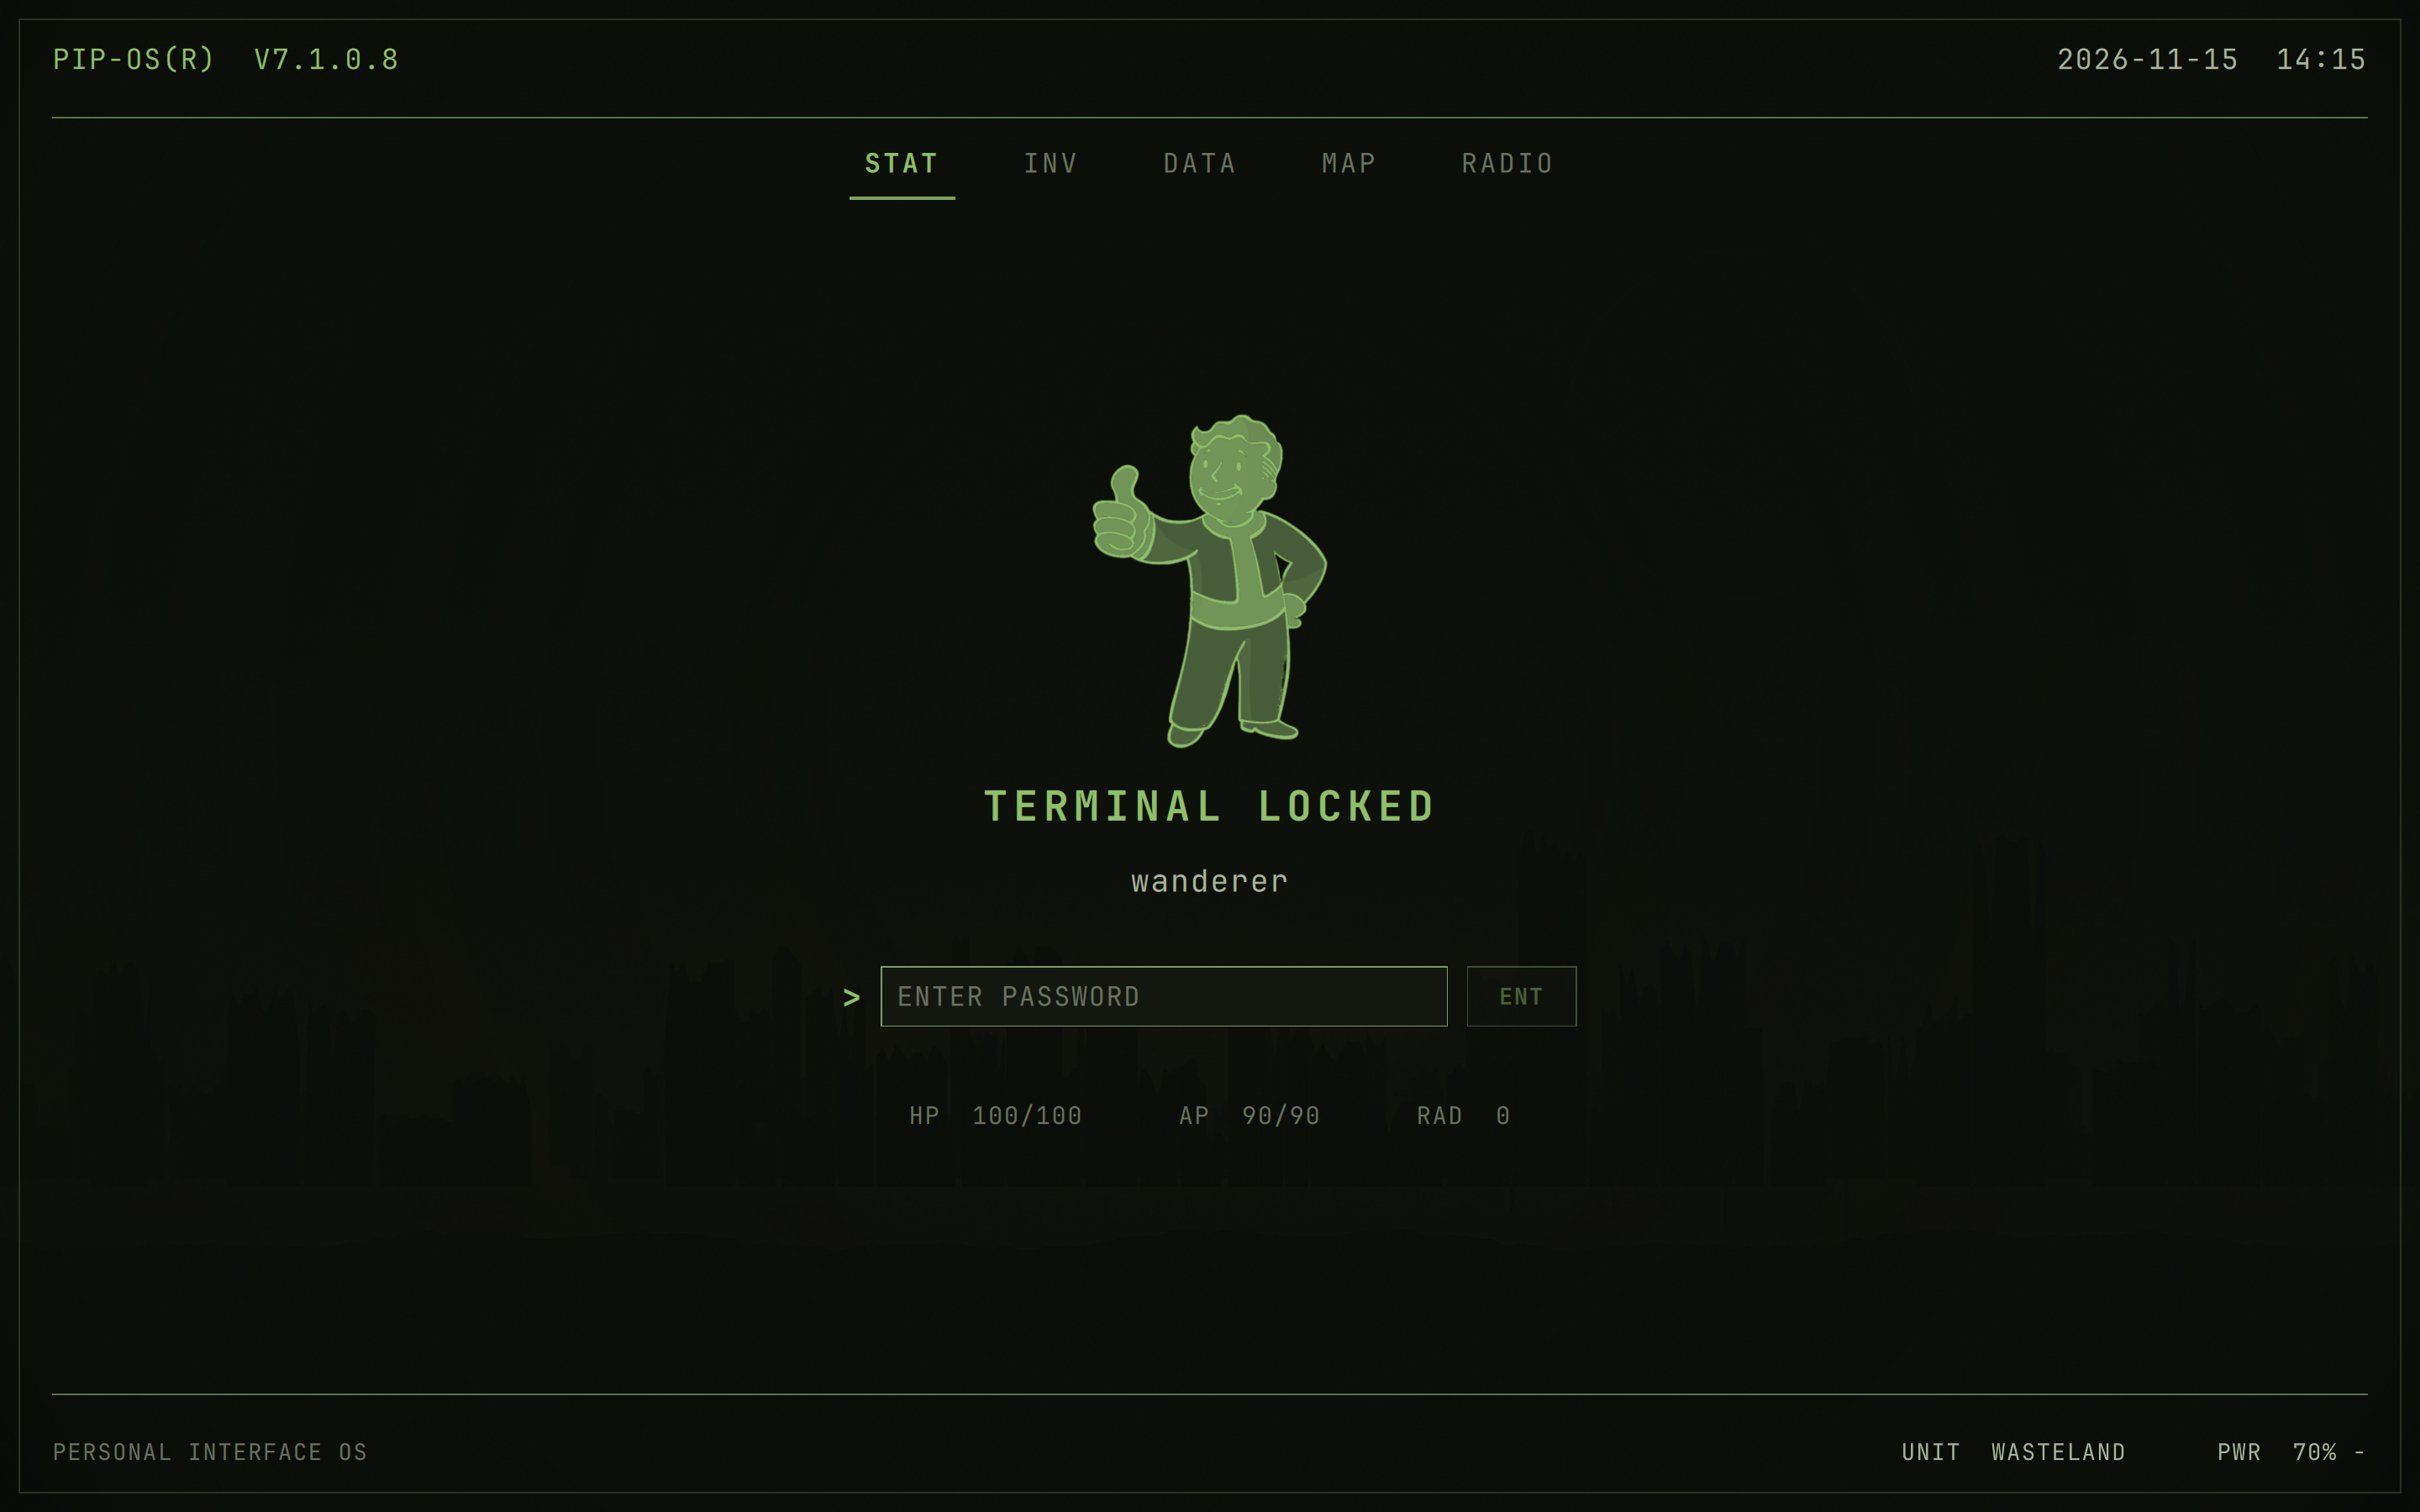 PIP-OS(R) V7.1.0.8 2026-11-15 14:15
STAT INV DATA MAP RADIO
TERMINAL LOCKED
wanderer
> ENTER PASSWORD ENT
HP 100/100 AP 90/90 RAD 0
PERSONAL INTERFACE OS UNIT WASTELAND PWR 70% -